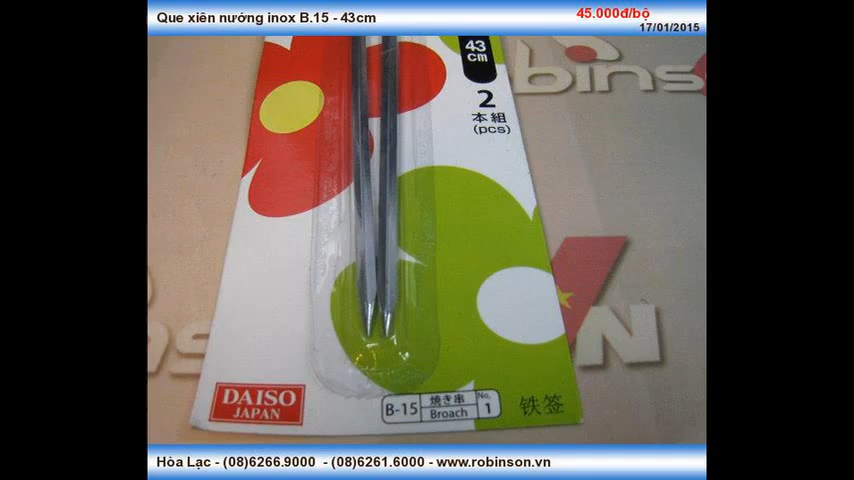 Que xiên nướng inox B.15 - 43cm
45.000đ/bộ
17/01/2015
43
cm
2
本組
(pcs)
DAISO
JAPAN
B-15
焼き串
Broach
No.
1
铁签
Hòa Lạc - (08)6266.9000 - (08)6261.6000 - www.robinson.vn